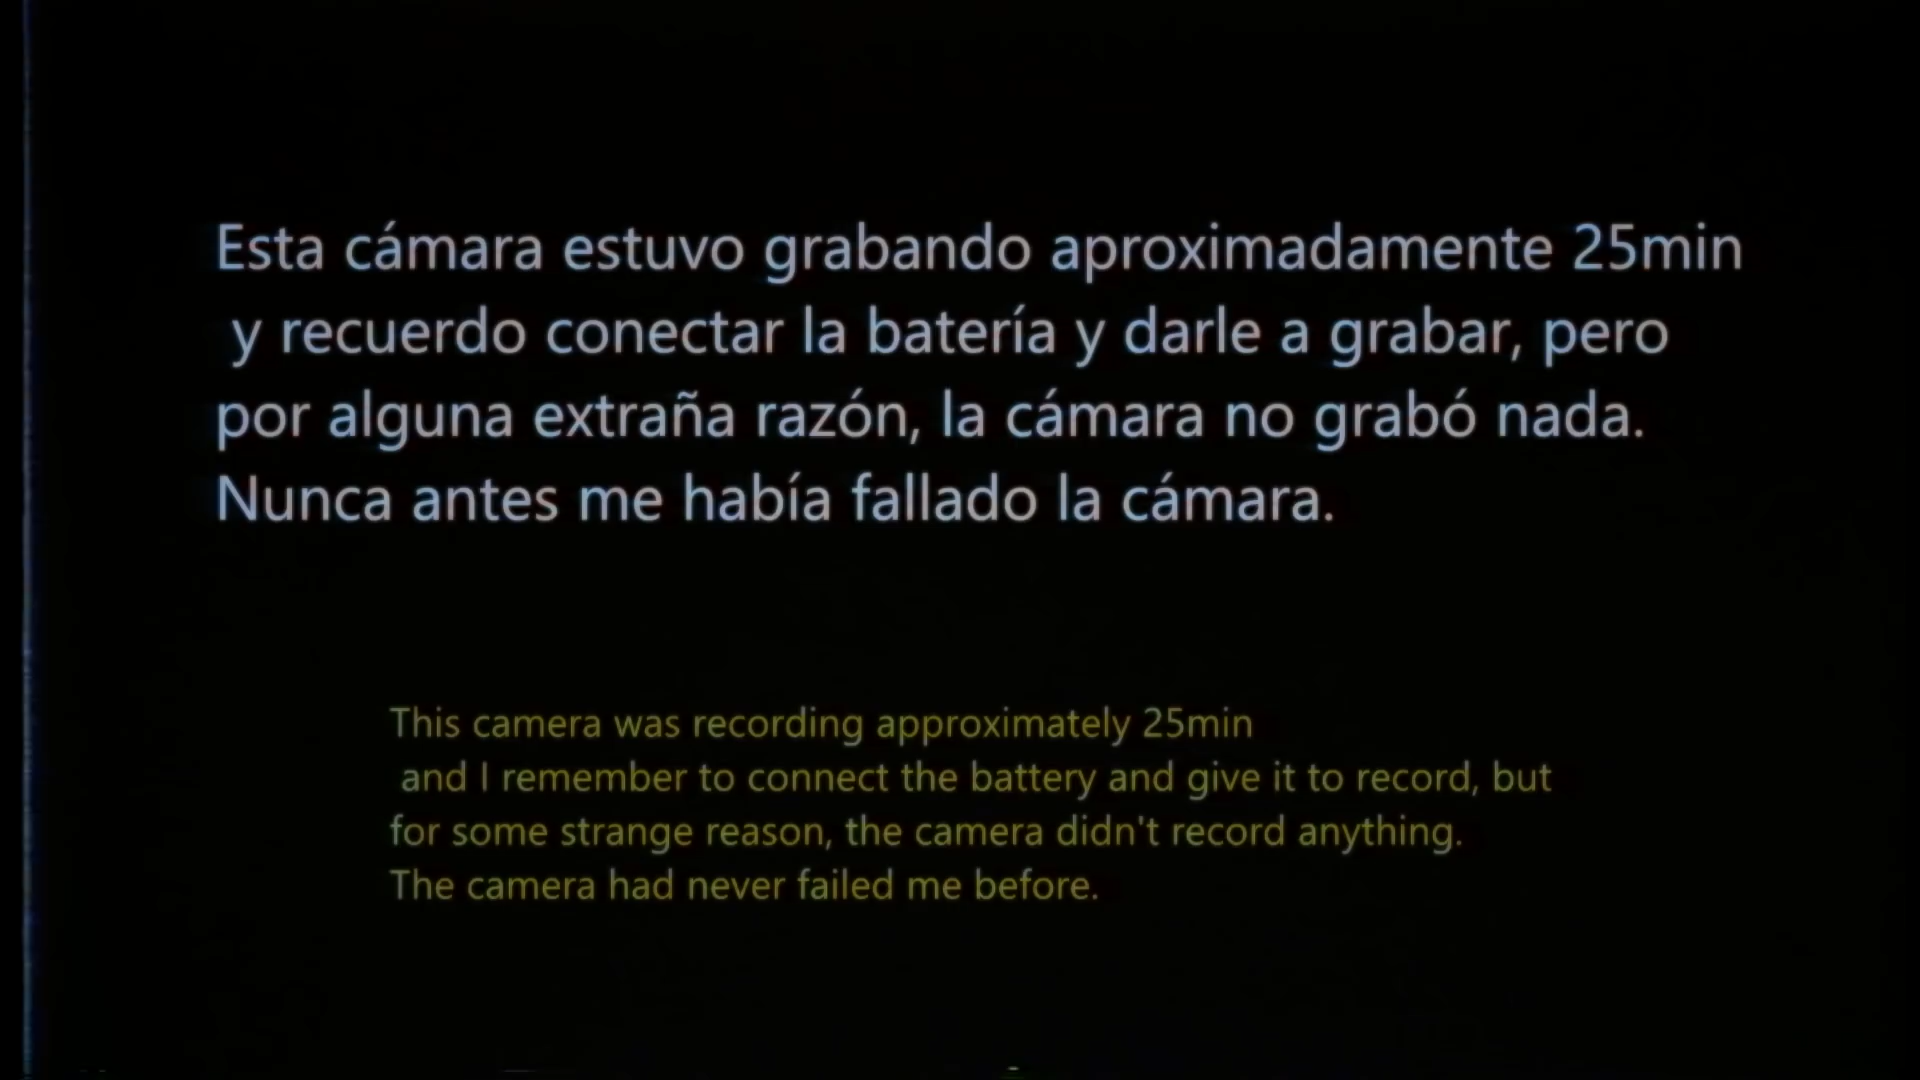 Esta cámara estuvo grabando aproximadamente 25min
y recuerdo conectar la batería y darle a grabar, pero
por alguna extraña razón, la cámara no grabó nada.
Nunca antes me había fallado la cámara.
This camera was recording approximately 25min
and I remember to connect the battery and give it to record, but
for some strange reason, the camera didn't record anything.
The camera had never failed me before.